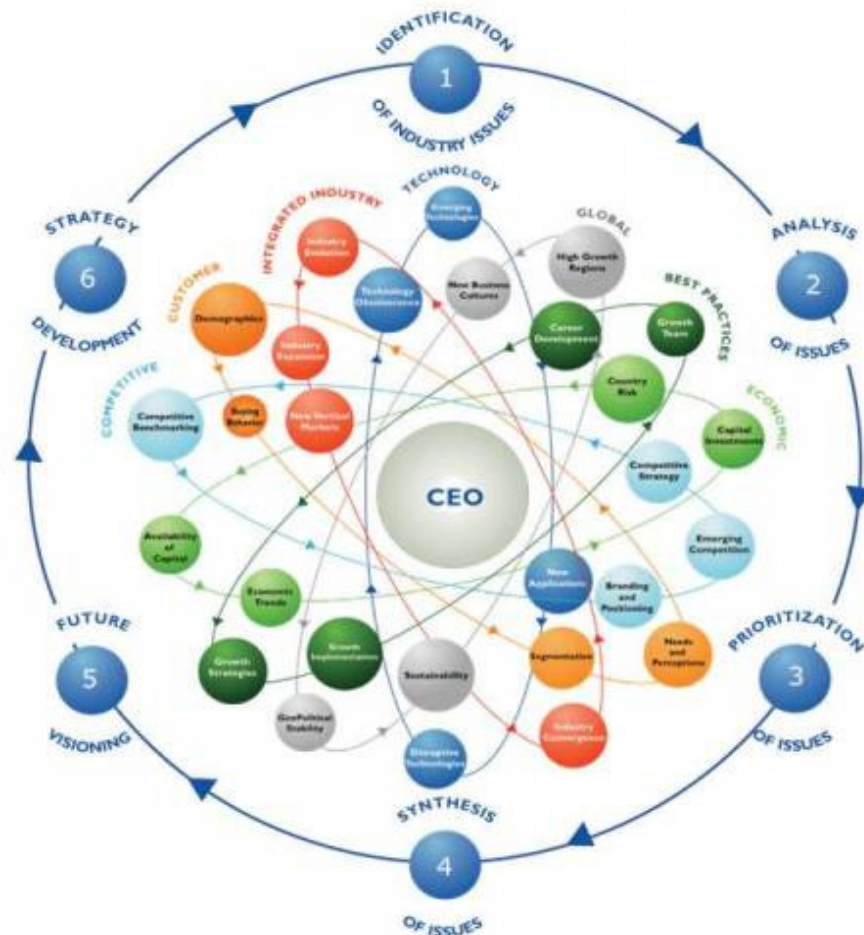 IDENTIFICATION
1
OF INDUSTRY ISSUES
ANALYSIS
2
OF ISSUES
PRIORITIZATION
3
OF ISSUES
SYNTHESIS
4
OF ISSUES
FUTURE
5
VISIONING
STRATEGY
6
DEVELOPMENT
TECHNOLOGY
Emerging
Technologies
Technology
Obsolescence
New
Applications
Disruptive
Technologies
INTEGRATED INDUSTRY
Industry
Evolution
Industry
Expansion
New Vertical
Markets
Industry
Convergence
GLOBAL
High Growth
Regions
New Business
Cultures
Sustainability
GeoPolitical
Stability
BEST PRACTICES
Career
Development
Growth
Team
Growth
Strategies
Growth
Implementation
CUSTOMER
Demographics
Buying
Behavior
Segmentation
Needs
and
Perceptions
COMPETITIVE
Competitive
Benchmarking
Competitive
Strategy
Emerging
Competition
Branding
and
Positioning
ECONOMIC
Country
Risk
Capital
Investments
Availability
of
Capital
Economic
Trends
CEO